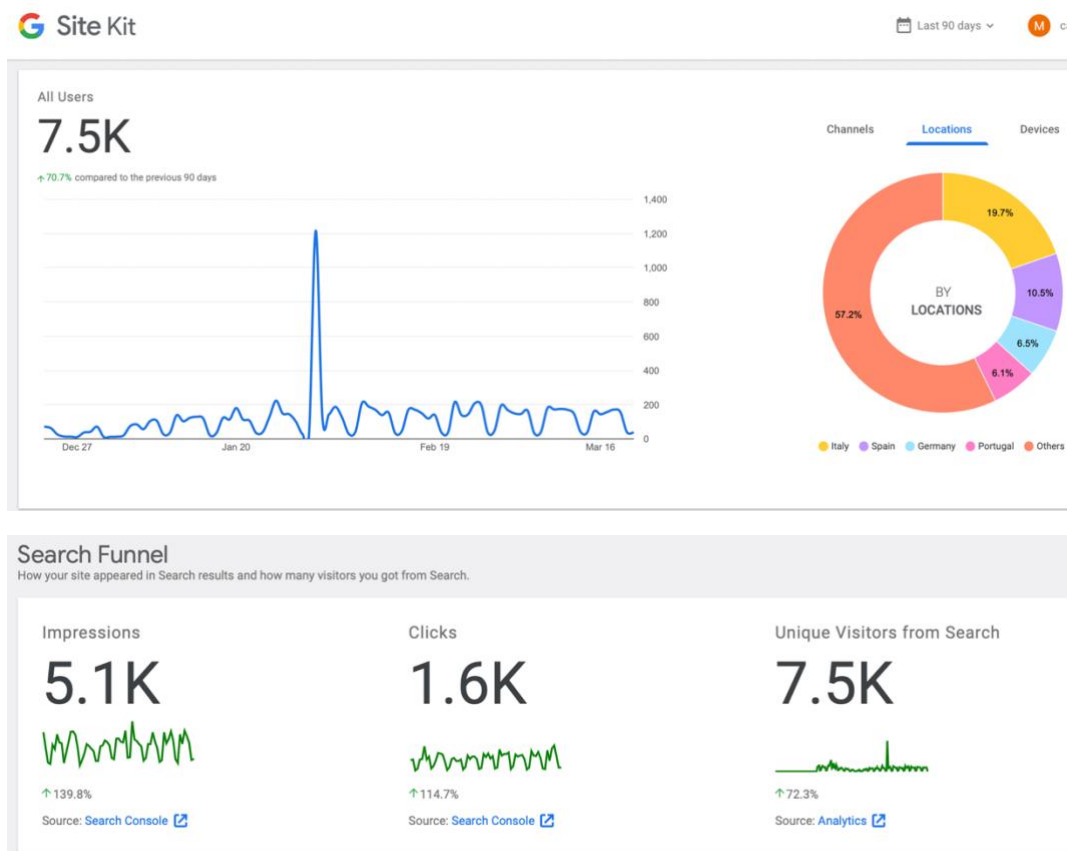 G Site Kit
Last 90 days
M
All Users
7.5K
↑ 70.7% compared to the previous 90 days
1,400
1,200
1,000
800
600
400
200
0
Dec 27 Jan 20 Feb 19 Mar 16
Channels Locations Devices
19.7%
10.5%
6.5%
6.1%
57.2%
BY
LOCATIONS
Italy Spain Germany Portugal Others
Search Funnel
How your site appeared in Search results and how many visitors you got from Search.
Impressions
5.1K
↑ 139.8%
Source: Search Console
Clicks
1.6K
↑ 114.7%
Source: Search Console
Unique Visitors from Search
7.5K
↑ 72.3%
Source: Analytics